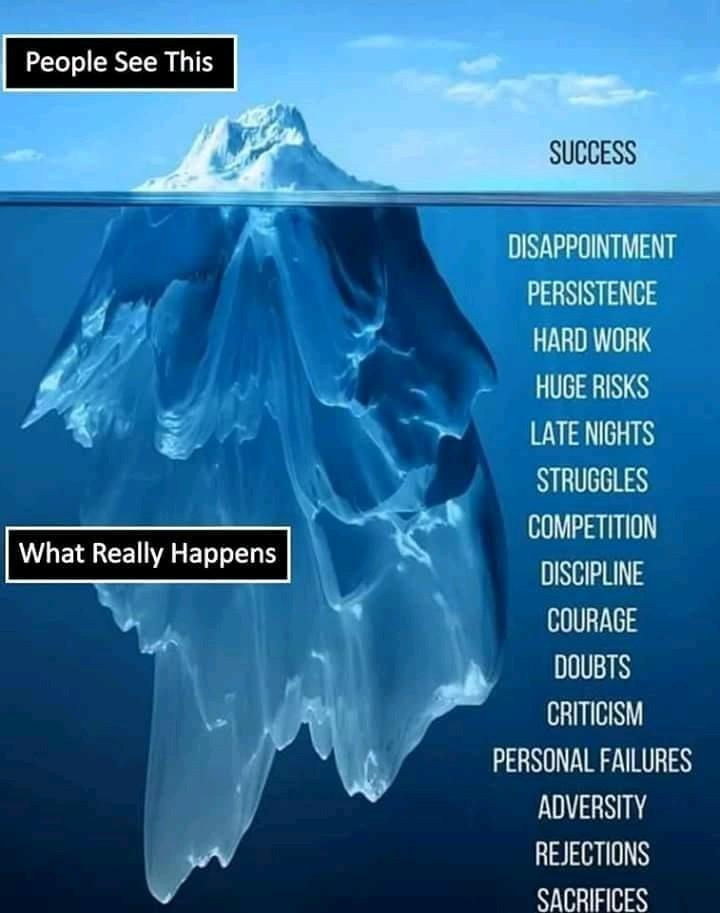 People See This
SUCCESS
DISAPPOINTMENT
PERSISTENCE
HARD WORK
HUGE RISKS
LATE NIGHTS
STRUGGLES
COMPETITION
What Really Happens
DISCIPLINE
COURAGE
DOUBTS
CRITICISM
PERSONAL FAILURES
ADVERSITY
REJECTIONS
SACRIFICES